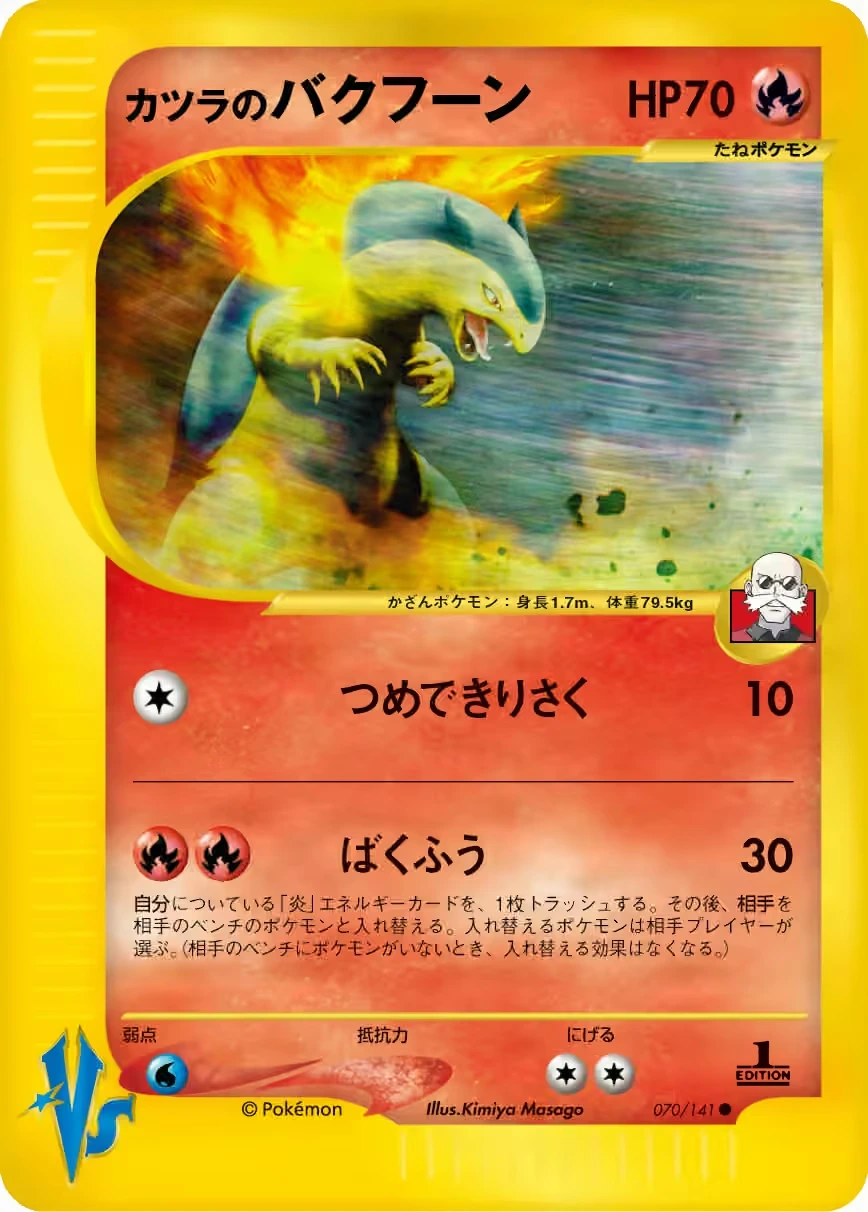 カツラのバクフーン HP70
たねポケモン
かざんポケモン：身長1.7m、体重79.5kg
つめできりさく 10
ばくふう 30
自分についている「炎」エネルギーカードを、1枚トラッシュする。その後、相手を
相手のベンチのポケモンと入れ替える。入れ替えるポケモンは相手プレイヤーが
選ぶ。（相手のベンチにポケモンがいないとき、入れ替える効果はなくなる。）
弱点 抵抗力 にげる
1
EDITION
VS
© Pokémon Illus.Kimiya Masago 070/141 ●